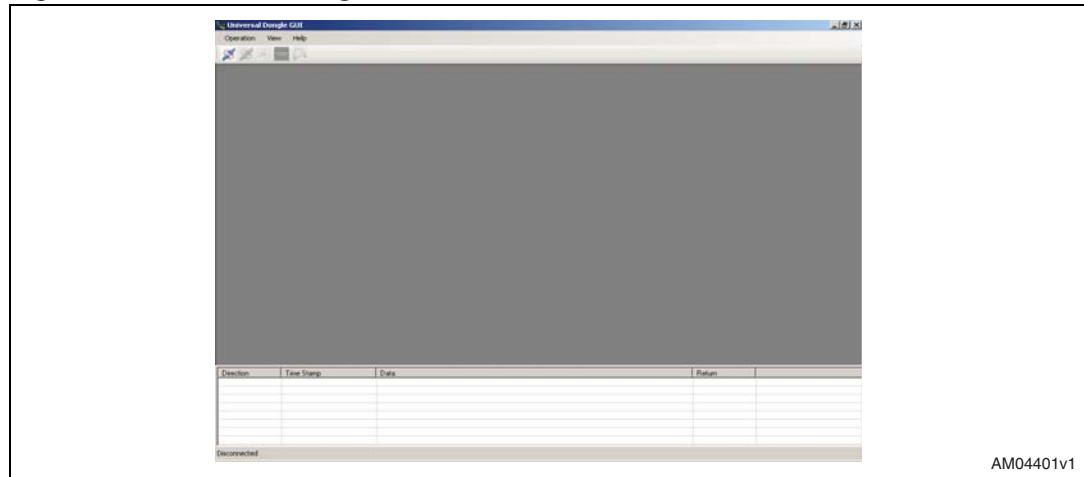 Universal Dongle GUI
Operation View Help
Direction Time Stamp Data Return
Disconnected
AM04401v1